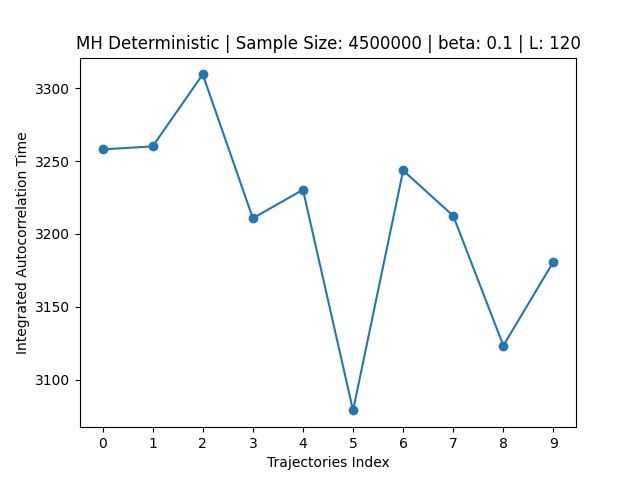 MH Deterministic | Sample Size: 4500000 | beta: 0.1 | L: 120
Integrated Autocorrelation Time
3300
3250
3200
3150
3100
0 1 2 3 4 5 6 7 8 9
Trajectories Index